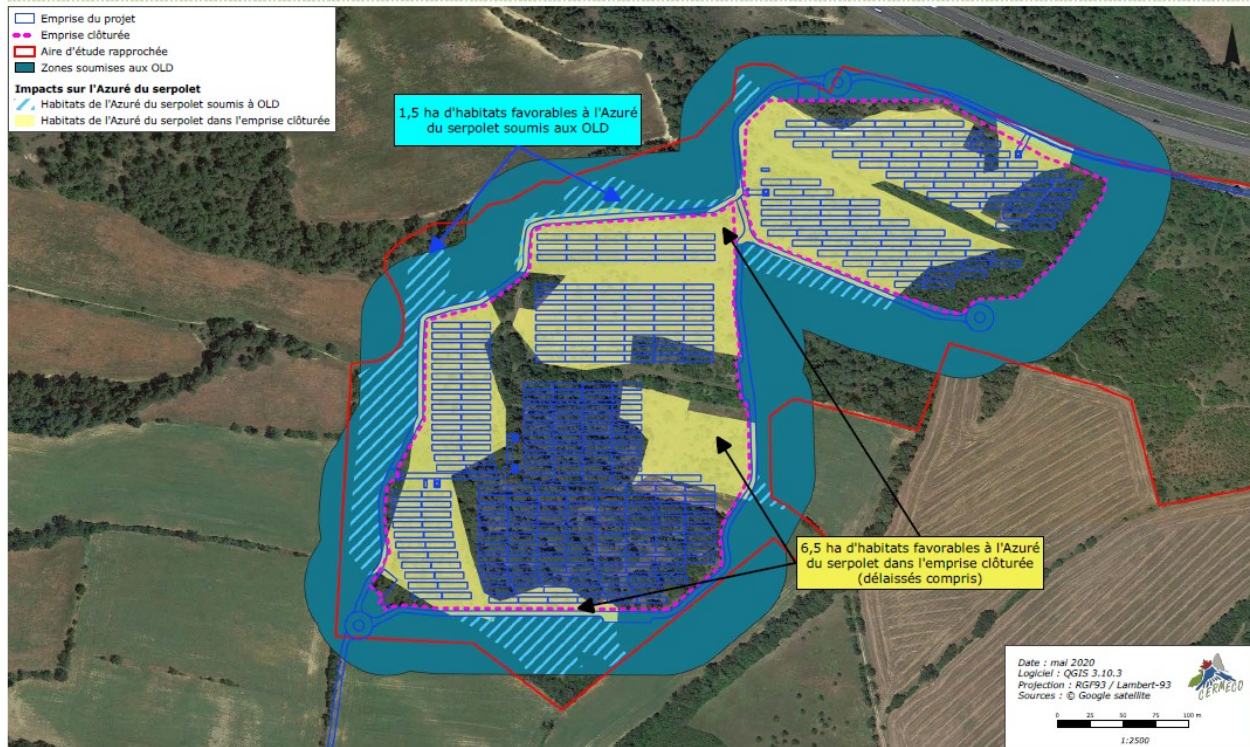 Emprise du projet
Emprise clôturée
Aire d'étude rapprochée
Zones soumises aux OLD
Impacts sur l'Azuré du serpolet
Habitats de l'Azuré du serpolet soumis à OLD
Habitats de l'Azuré du serpolet dans l'emprise clôturée
1,5 ha d'habitats favorables à l'Azuré
du serpolet soumis aux OLD
6,5 ha d'habitats favorables à l'Azuré
du serpolet dans l'emprise clôturée
(délaissés compris)
Date : mai 2020
Logiciel : QGIS 3.10.3
Projection : RGF93 / Lambert-93
Sources : © Google satellite
CERMECO
0 25 50 75 100 m
1:2500